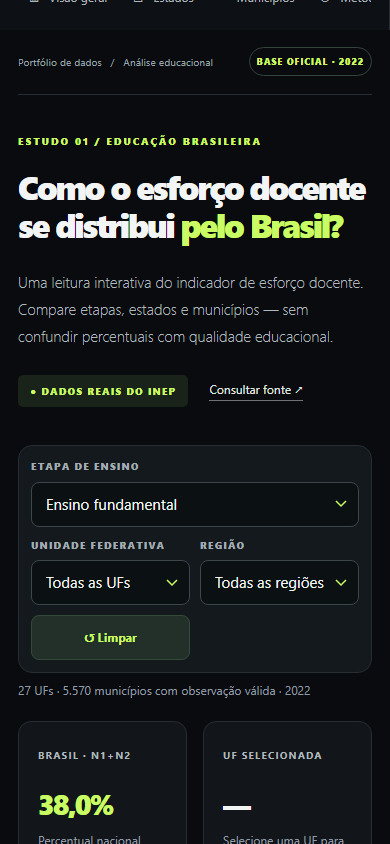 Visão geral Estados Municípios
Portfólio de dados / Análise educacional
BASE OFICIAL • 2022
ESTUDO 01 / EDUCAÇÃO BRASILEIRA
Como o esforço docente
se distribui pelo Brasil?
Uma leitura interativa do indicador de esforço docente.
Compare etapas, estados e municípios — sem
confundir percentuais com qualidade educacional.
• DADOS REAIS DO INEP
Consultar fonte ↗
ETAPA DE ENSINO
Ensino fundamental
UNIDADE FEDERATIVA REGIÃO
Todas as UFs Todas as regiões
↺ Limpar
27 UFs · 5.570 municípios com observação válida · 2022
BRASIL • N1+N2 UF SELECIONADA
38,0% —
Percentual nacional Selecione uma UF para